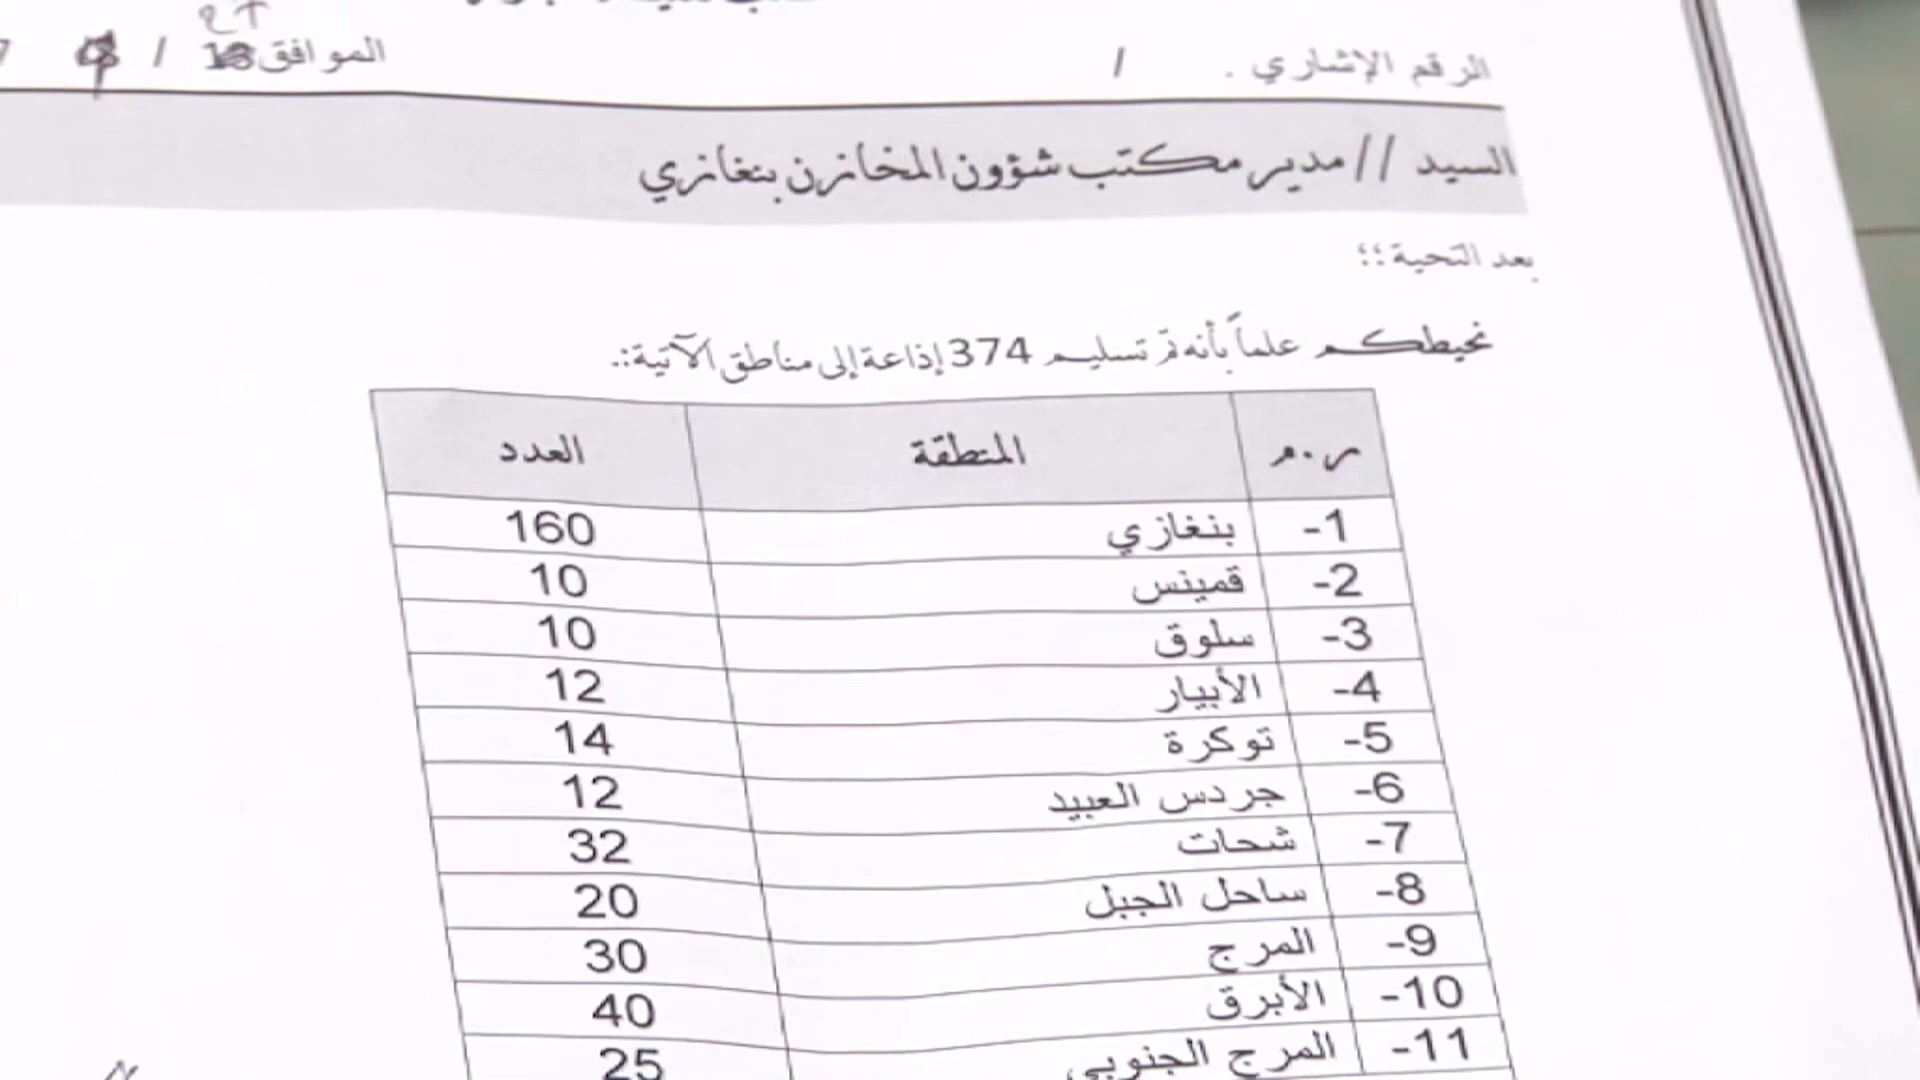 الرقم الإشاري . /
الموافق /
السيد // مدير مكتب شؤون المخازن بنغازي
بعد التحية ؛؛
نحيطكم علماً بأنه تم تسليم 374 إذاعة إلى مناطق الآتية :.
ر.م المنطقة العدد
1- بنغازي 160
2- قمينس 10
3- سلوق 10
4- الأبيار 12
5- توكرة 14
6- جردس العبيد 12
7- شحات 32
8- ساحل الجبل 20
9- المرج 30
10- الأبرق 40
11- المرج الجنوبي 25